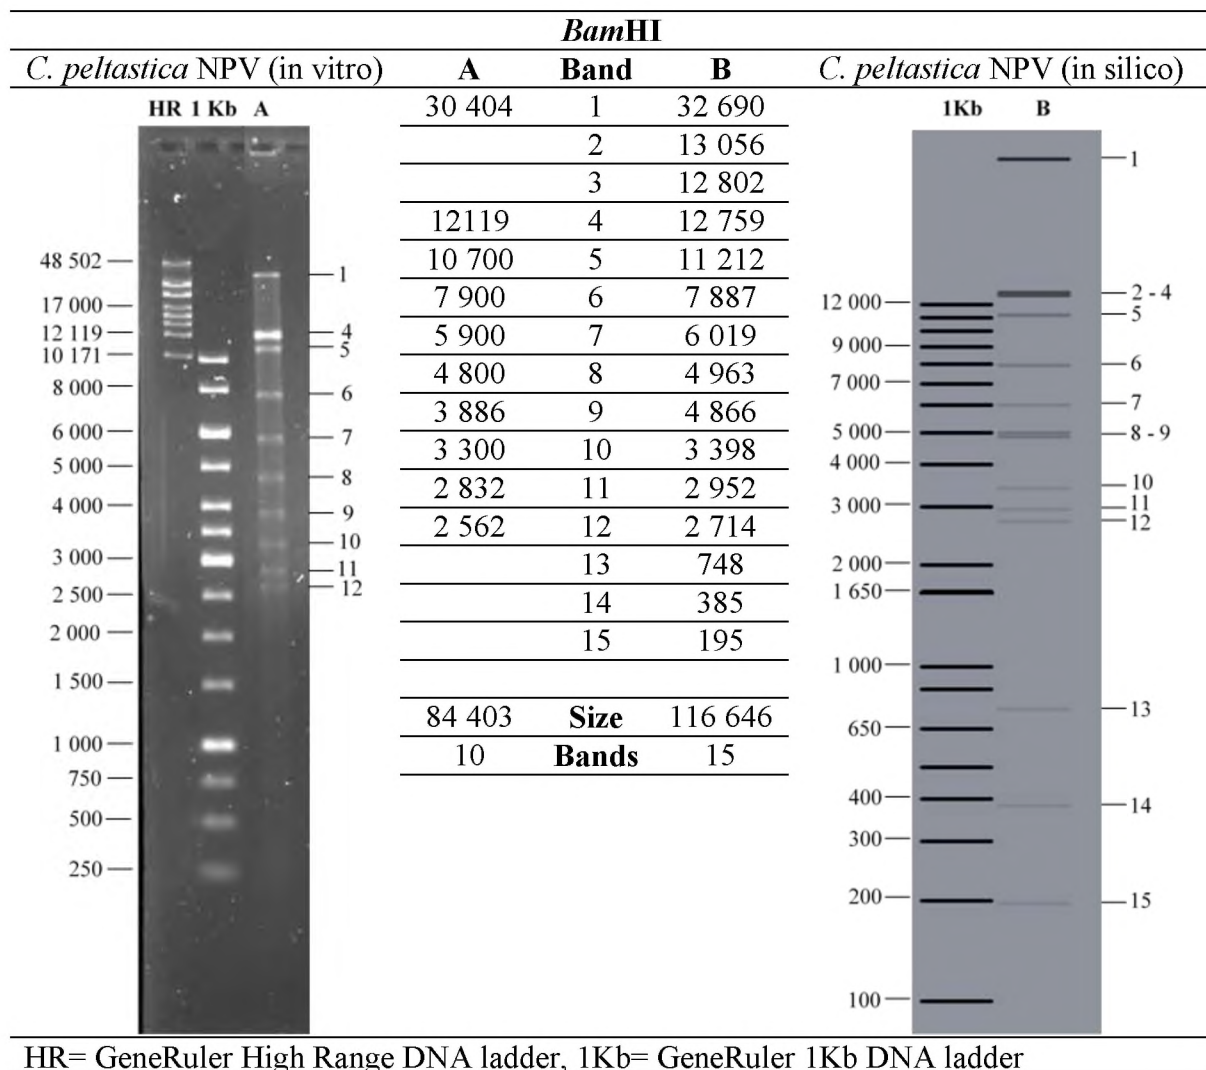 BamHI
C. peltastica NPV (in vitro) A Band B C. peltastica NPV (in silico)
HR 1 Kb A
48 502
17 000
12 119
10 171
8 000
6 000
5 000
4 000
3 000
2 500
2 000
1 500
1 000
750
500
250
1
4
5
6
7
8
9
10
11
12
30 404 1 32 690
2 13 056
3 12 802
12119 4 12 759
10 700 5 11 212
7 900 6 7 887
5 900 7 6 019
4 800 8 4 963
3 886 9 4 866
3 300 10 3 398
2 832 11 2 952
2 562 12 2 714
13 748
14 385
15 195
84 403 Size 116 646
10 Bands 15
1Kb B
12 000
9 000
7 000
5 000
4 000
3 000
2 000
1 650
1 000
650
400
300
200
100
1
2 - 4
5
6
7
8 - 9
10
11
12
13
14
15
HR= GeneRuler High Range DNA ladder, 1Kb= GeneRuler 1Kb DNA ladder